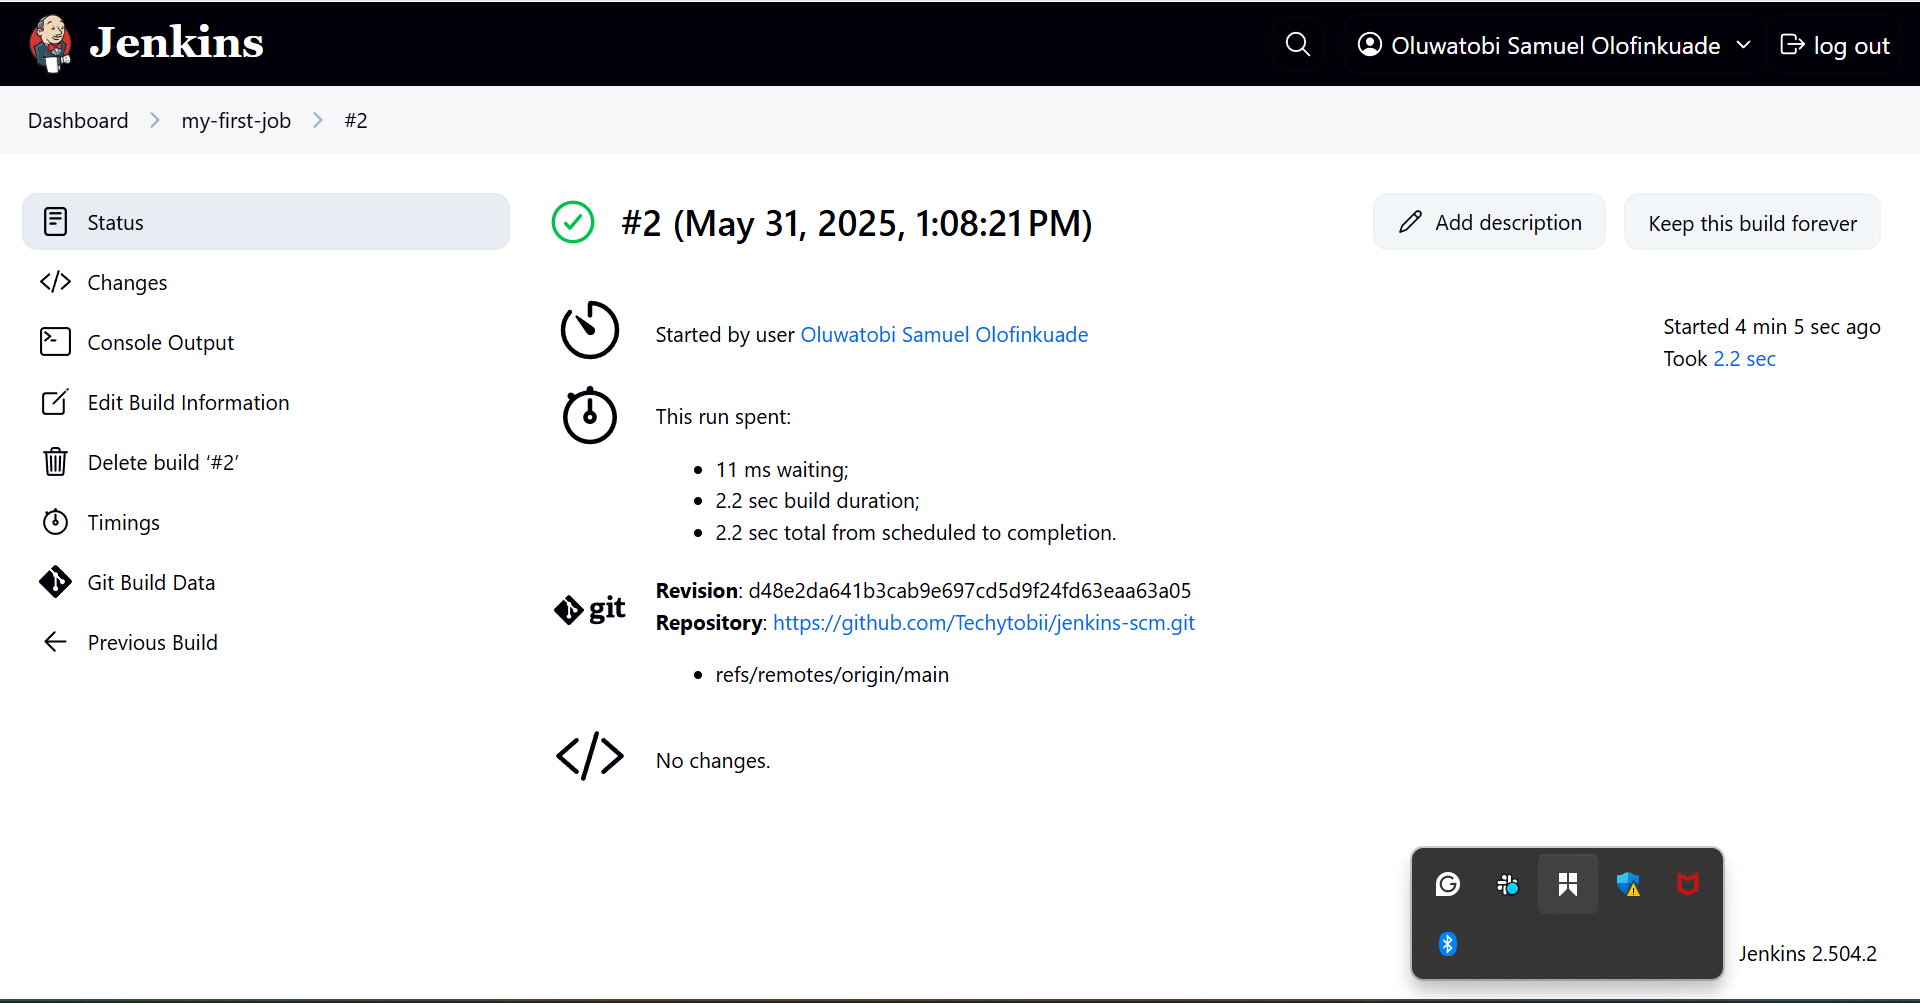 Jenkins
Oluwatobi Samuel Olofinkuade
log out
Dashboard
my-first-job
#2
Status
Changes
Console Output
Edit Build Information
Delete build ‘#2’
Timings
Git Build Data
Previous Build
#2 (May 31, 2025, 1:08:21 PM)
Add description
Keep this build forever
Started by user Oluwatobi Samuel Olofinkuade
Started 4 min 5 sec ago
Took 2.2 sec
This run spent:
• 11 ms waiting;
• 2.2 sec build duration;
• 2.2 sec total from scheduled to completion.
git
Revision: d48e2da641b3cab9e697cd5d9f24fd63eaa63a05
Repository: https://github.com/Techytobii/jenkins-scm.git
• refs/remotes/origin/main
No changes.
Jenkins 2.504.2